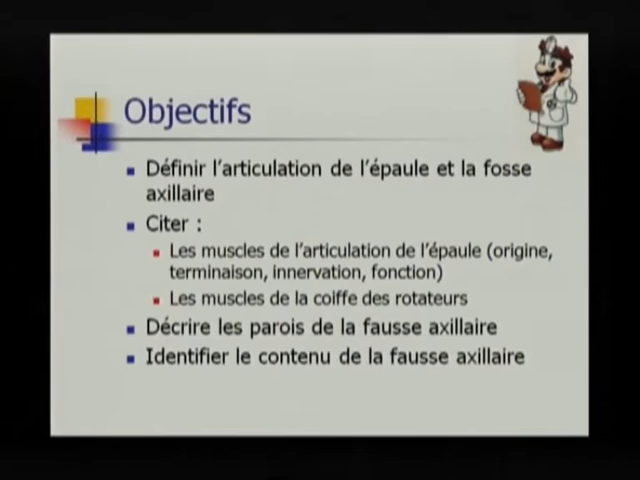 Objectifs
Définir l'articulation de l'épaule et la fosse
axillaire
Citer :
Les muscles de l'articulation de l'épaule (origine,
terminaison, innervation, fonction)
Les muscles de la coiffe des rotateurs
Décrire les parois de la fausse axillaire
Identifier le contenu de la fausse axillaire